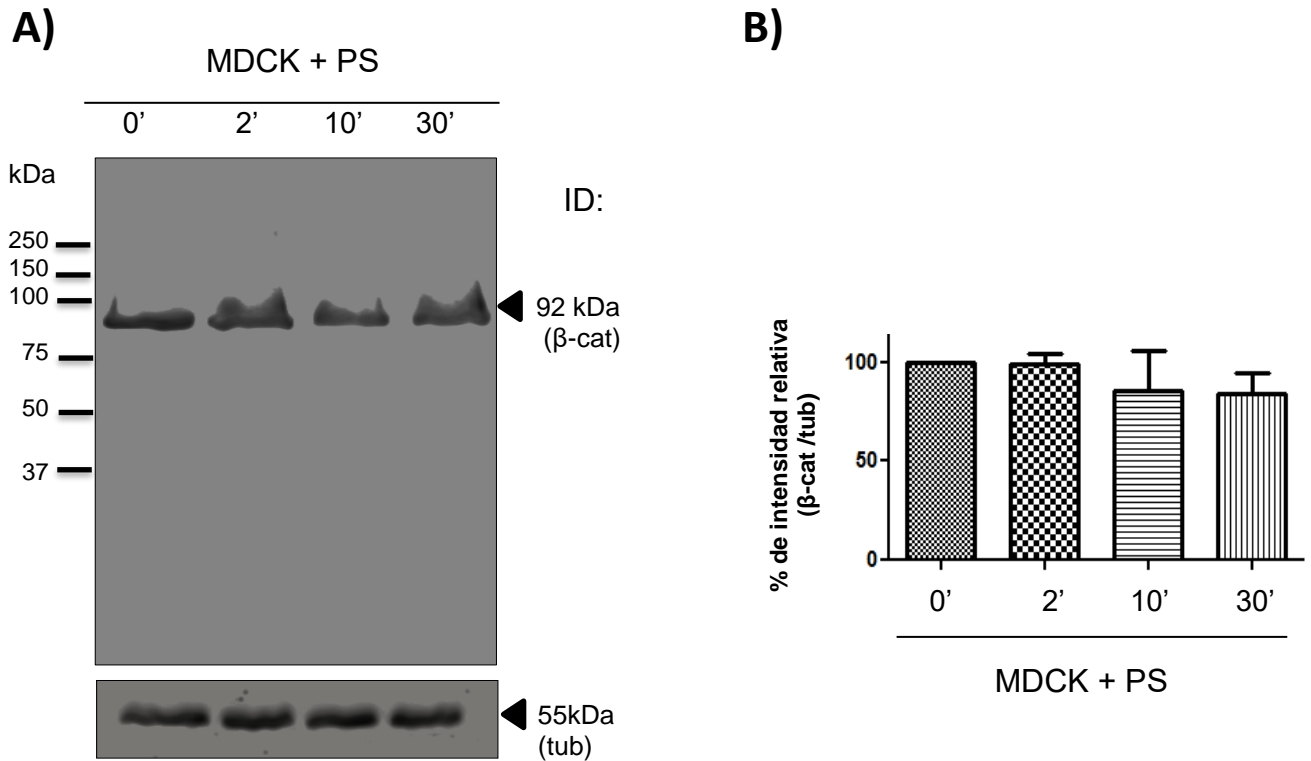 A)
MDCK + PS
0’ 2’ 10’ 30’
kDa
ID:
250
150
100
92 kDa
(β-cat)
75
50
37
55kDa
(tub)
B)
% de intensidad relativa
(β-cat /tub)
100
50
0
0’ 2’ 10’ 30’
MDCK + PS